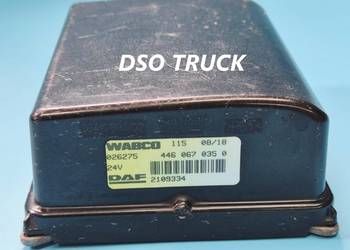 DSO TRUCK
WABCO 115 08/18
026275 446 067 035 0
24V
DAF 2109334